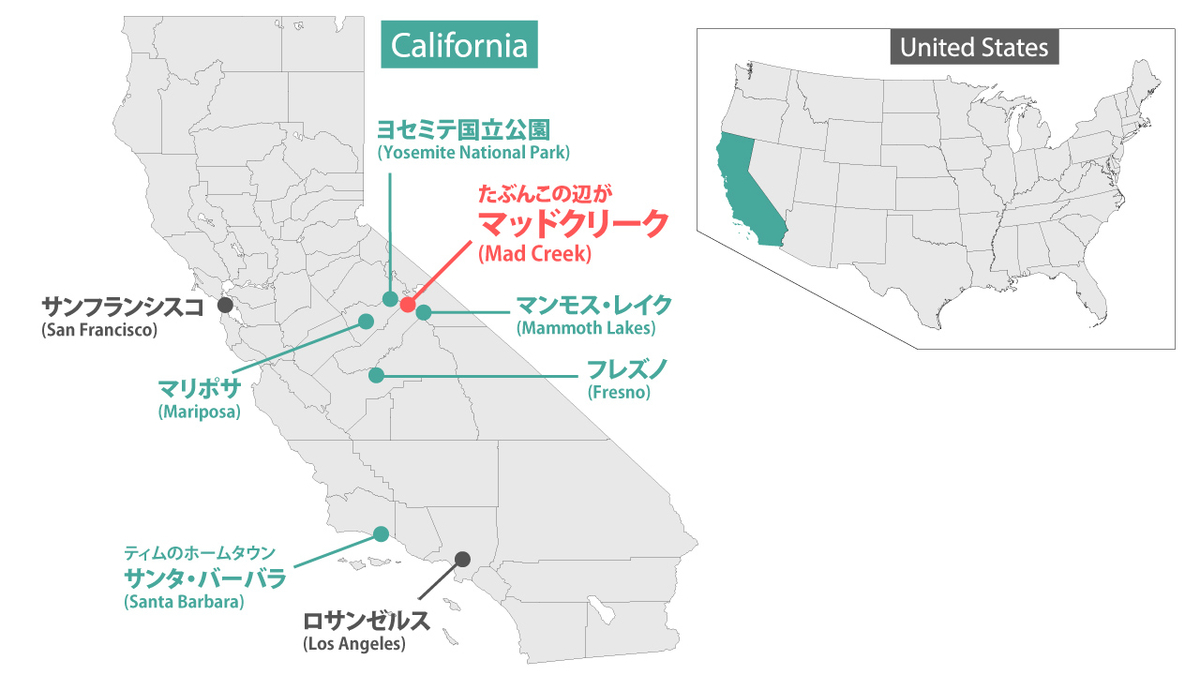 California
United States
ヨセミテ国立公園
(Yosemite National Park)
たぶんこの辺が
マッドクリーク
(Mad Creek)
サンフランシスコ
(San Francisco)
マンモス・レイク
(Mammoth Lakes)
マリポサ
(Mariposa)
フレズノ
(Fresno)
ティムのホームタウン
サンタ・バーバラ
(Santa Barbara)
ロサンゼルス
(Los Angeles)